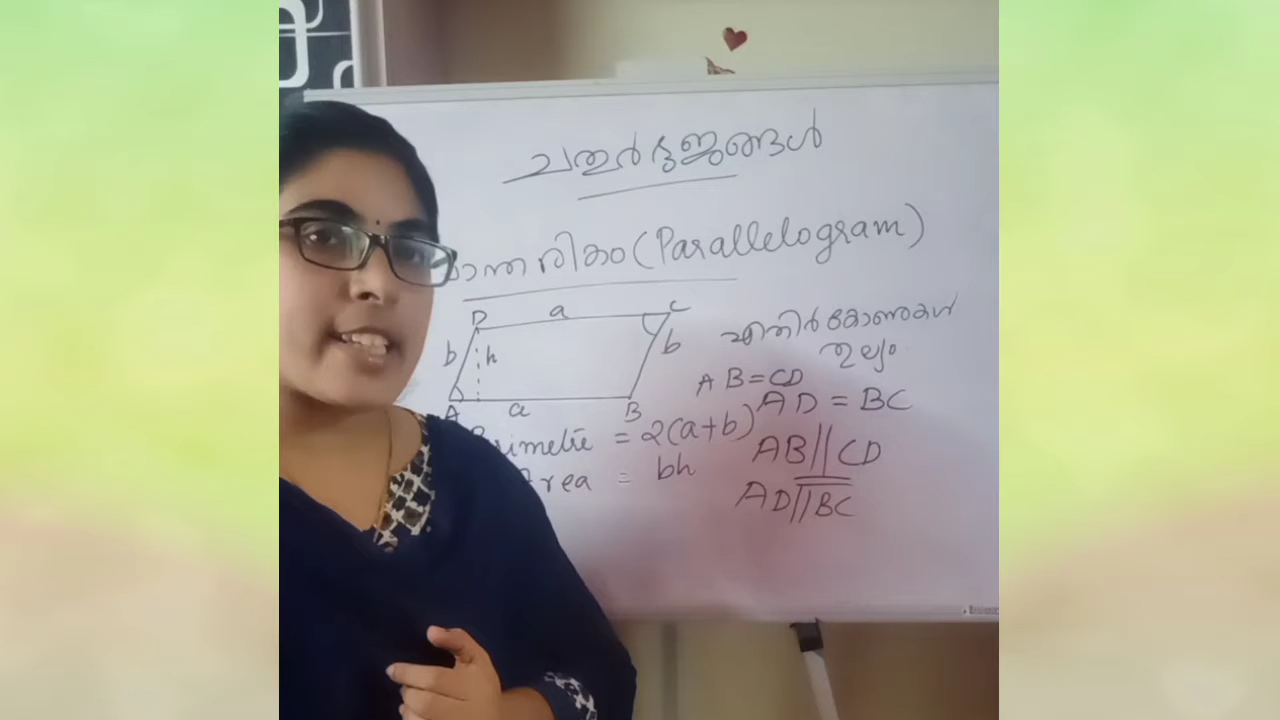 ചതുർഭുജങ്ങൾ
(Parallelogram)
D a C
b h b
A a B
എതിർകോണുകൾ
തുല്യം
AB=CD
AD = BC
= 2(a+b)
AB||CD
= bh
AD||BC